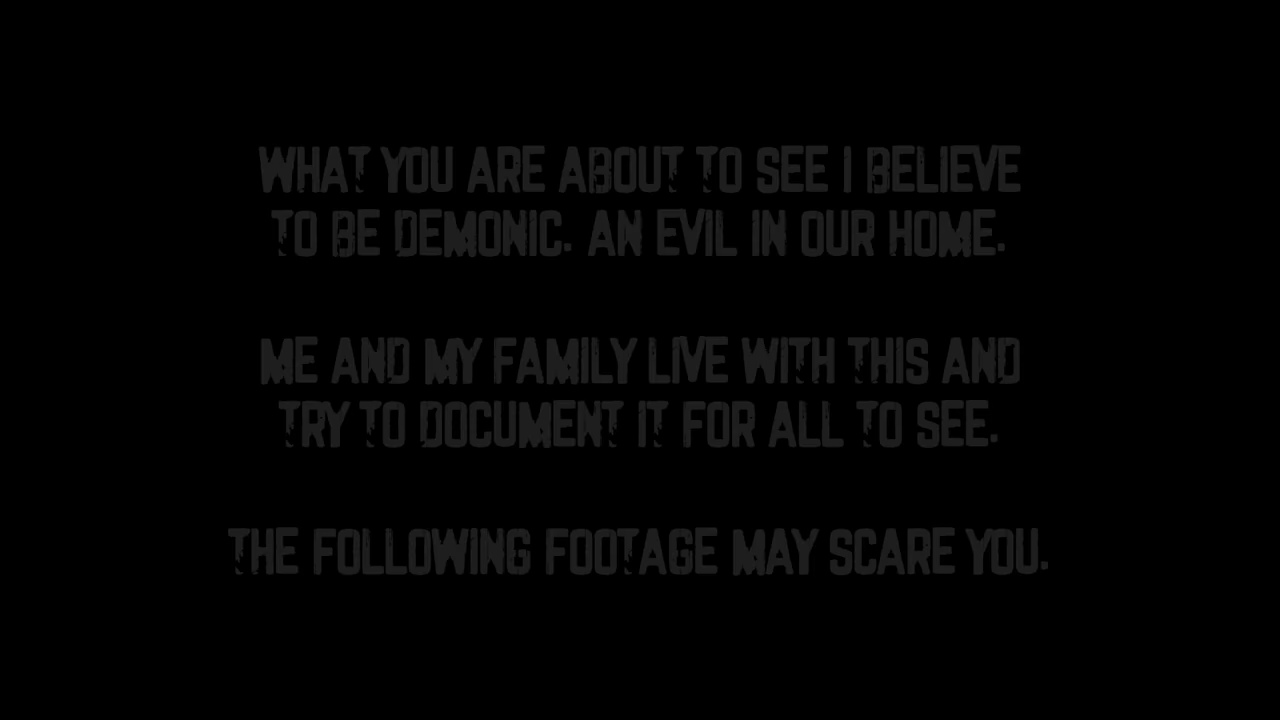 WHAT YOU ARE ABOUT TO SEE I BELIEVE
TO BE DEMONIC. AN EVIL IN OUR HOME.
ME AND MY FAMILY LIVE WITH THIS AND
TRY TO DOCUMENT IT FOR ALL TO SEE.
THE FOLLOWING FOOTAGE MAY SCARE YOU.